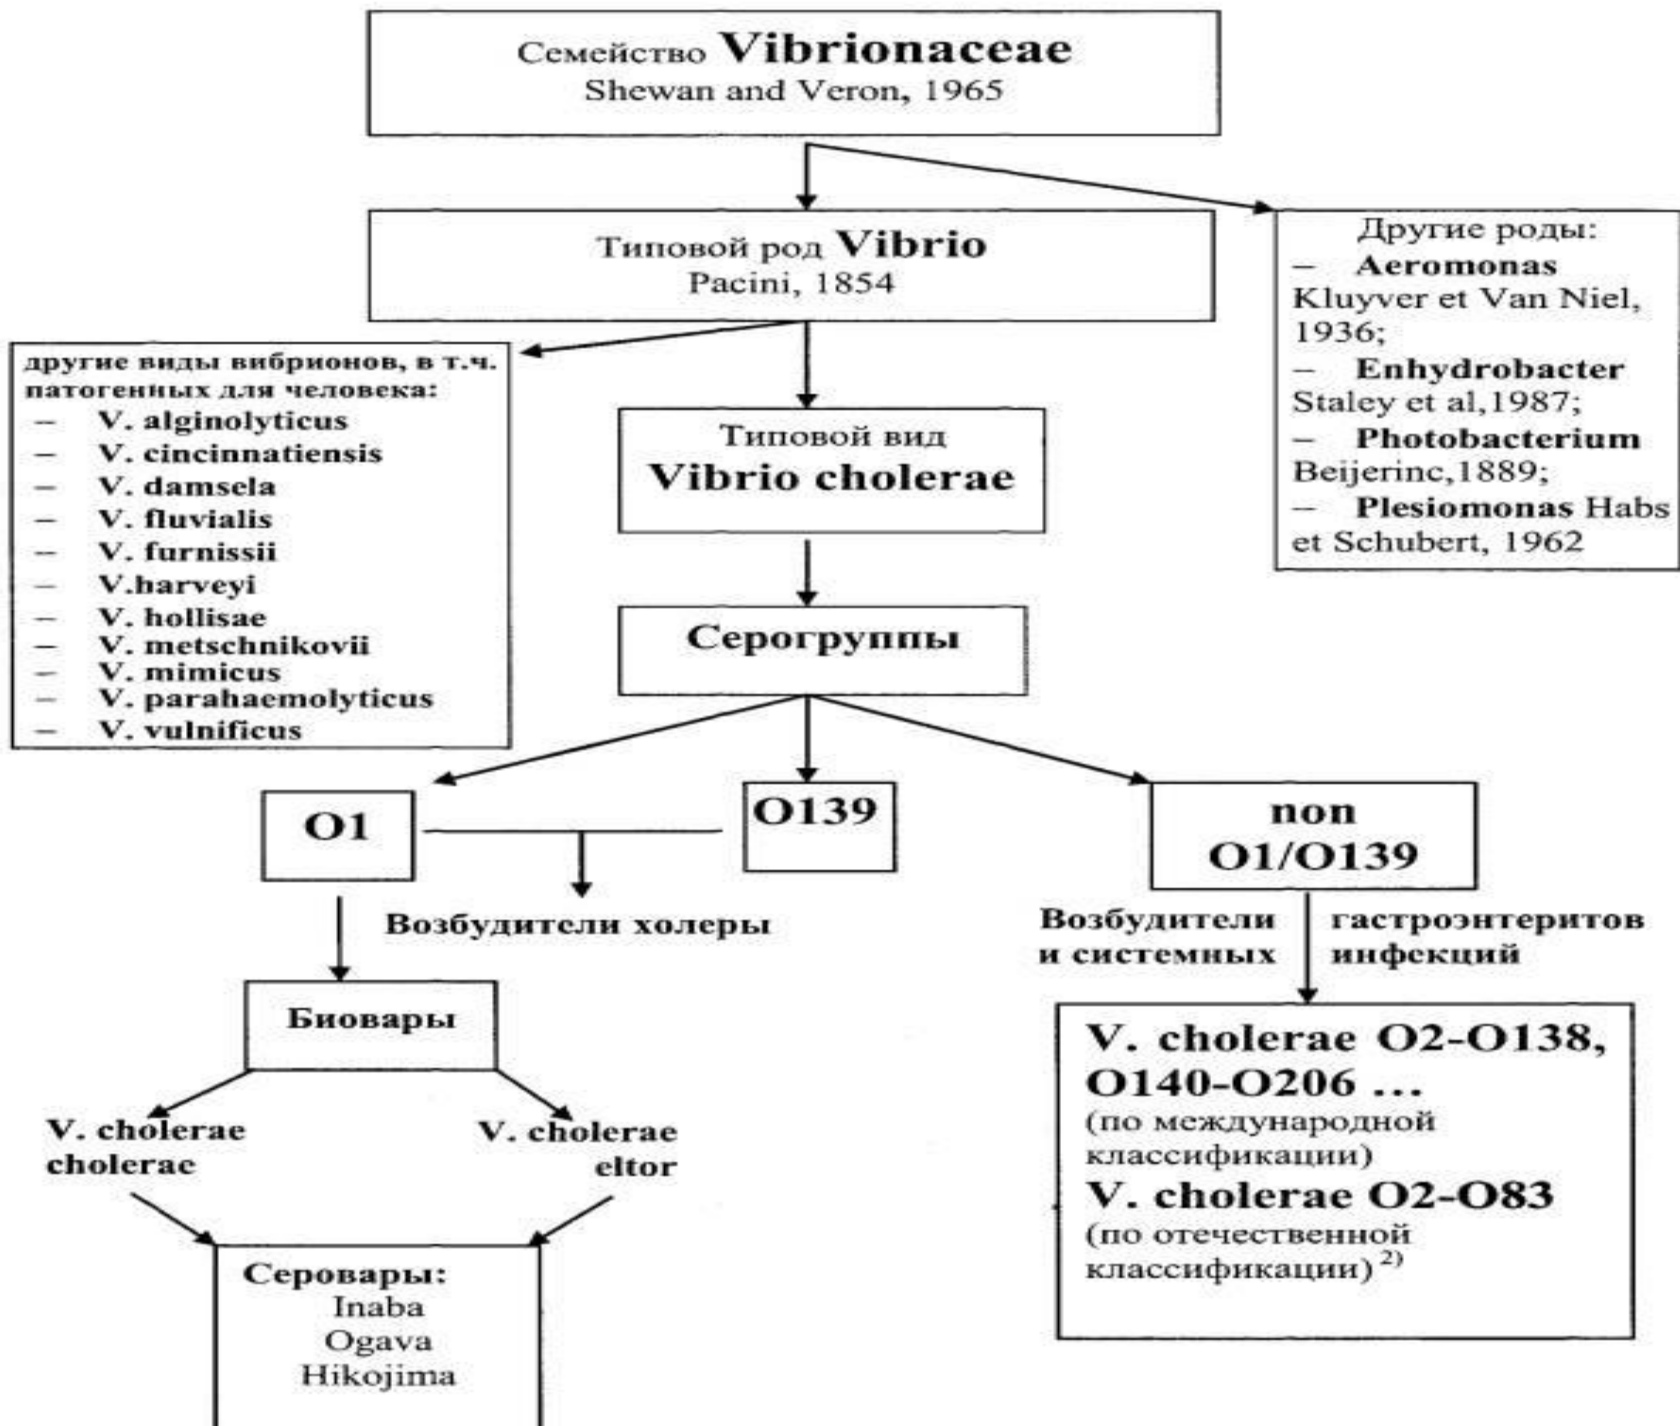 Семейство Vibrionaceae
Shewan and Veron, 1965
Типовой род Vibrio
Pacini, 1854
Другие роды:
– Aeromonas
Kluyver et Van Niel,
1936;
– Enhydrobacter
Staley et al,1987;
– Photobacterium
Beijerinc,1889;
– Plesiomonas Habs
et Schubert, 1962
другие виды вибрионов, в т.ч.
патогенных для человека:
– V. alginolyticus
– V. cincinnatiensis
– V. damsela
– V. fluvialis
– V. furnissii
– V.harveyi
– V. hollisae
– V. metschnikovii
– V. mimicus
– V. parahaemolyticus
– V. vulnificus
Типовой вид
Vibrio cholerae
Серогруппы
O1
O139
non
O1/O139
Возбудители холеры
Возбудители гастроэнтеритов
и системных инфекций
Биовары
V. cholerae
cholerae
V. cholerae
eltor
Серовары:
Inaba
Ogava
Hikojima
V. cholerae O2-O138,
O140-O206 ...
(по международной
классификации)
V. cholerae O2-O83
(по отечественной
классификации) 2)